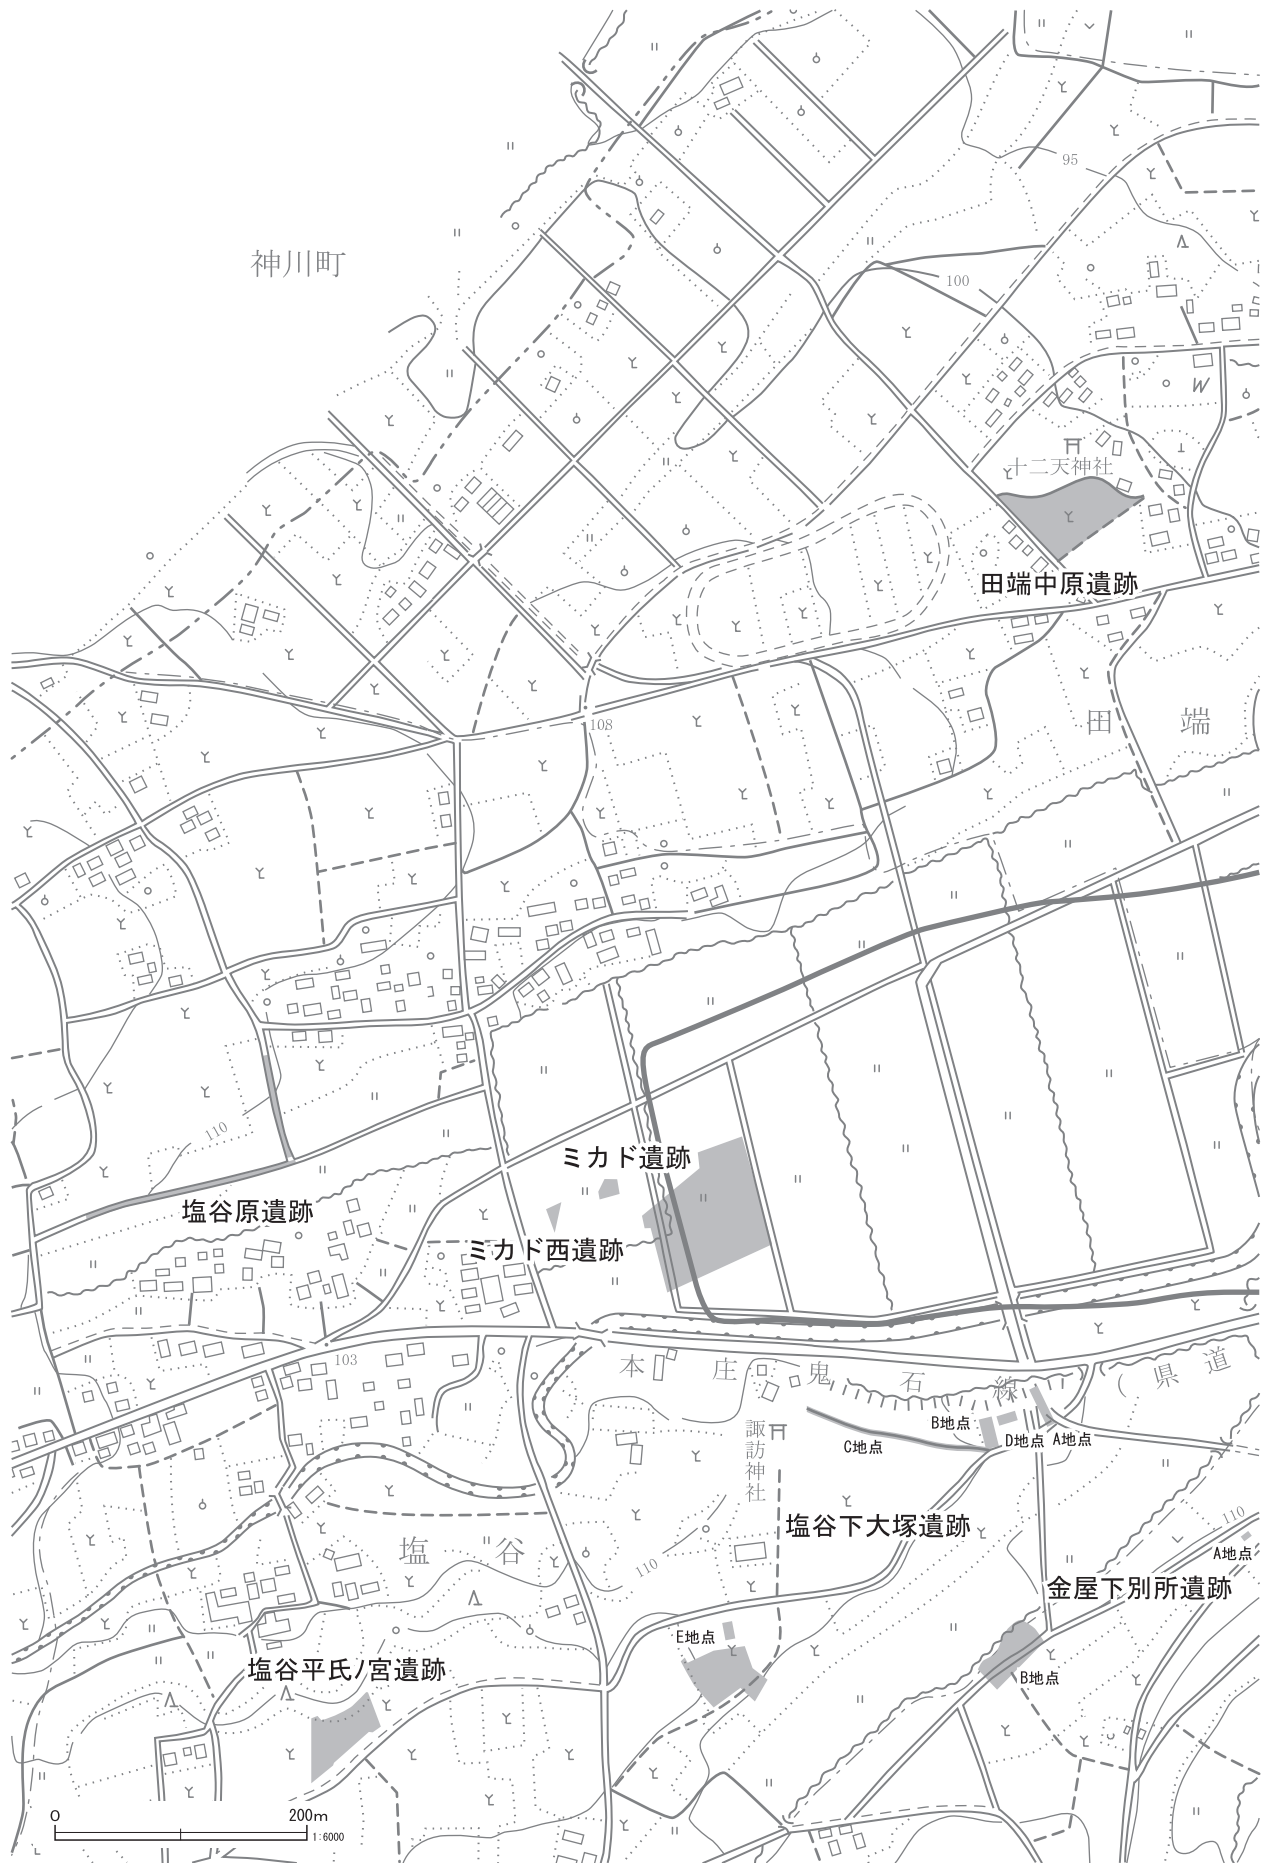 95
神川町
100
十二天神社
田端中原遺跡
田端
108
110
ミカド遺跡
塩谷原遺跡
ミカド西遺跡
103
本庄鬼石線(県道
諏訪神社
B地点
C地点
D地点
A地点
110
塩谷下大塚遺跡
塩谷
110
A地点
金屋下別所遺跡
E地点
塩谷平氏ノ宮遺跡
B地点
0 200m
1:6000